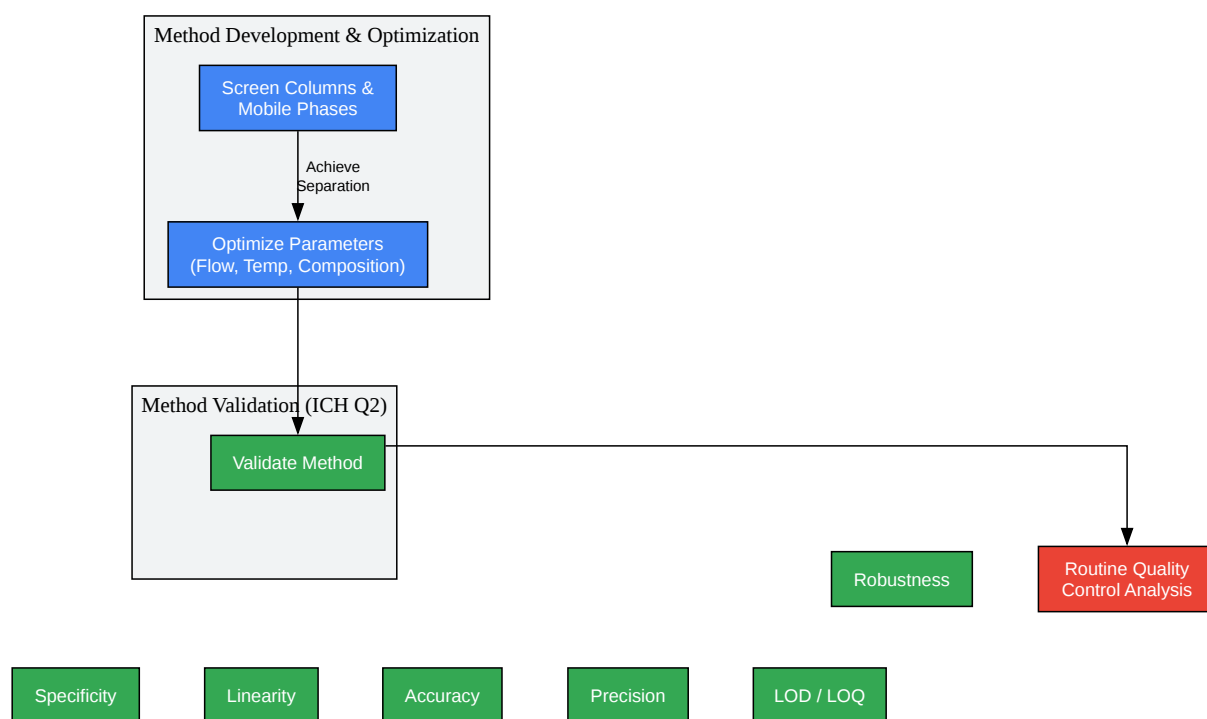 Method Development & Optimization
Screen Columns &
Mobile Phases
Achieve
Separation
Optimize Parameters
(Flow, Temp, Composition)
Method Validation (ICH Q2)
Validate Method
Robustness
Routine Quality
Control Analysis
Specificity
Linearity
Accuracy
Precision
LOD / LOQ